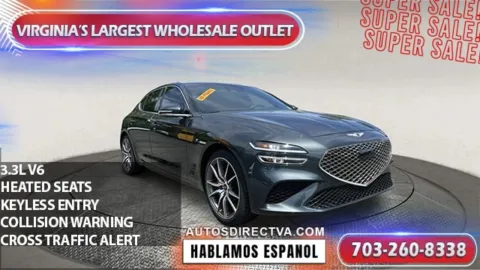 VIRGINIA'S LARGEST WHOLESALE OUTLET
SUPER SALE!
SUPER SALE!
SUPER SALE!
3.3L V6
HEATED SEATS
KEYLESS ENTRY
COLLISION WARNING
CROSS TRAFFIC ALERT
AUTOSDIRECTVA.COM
HABLAMOS ESPANOL
703-260-8338